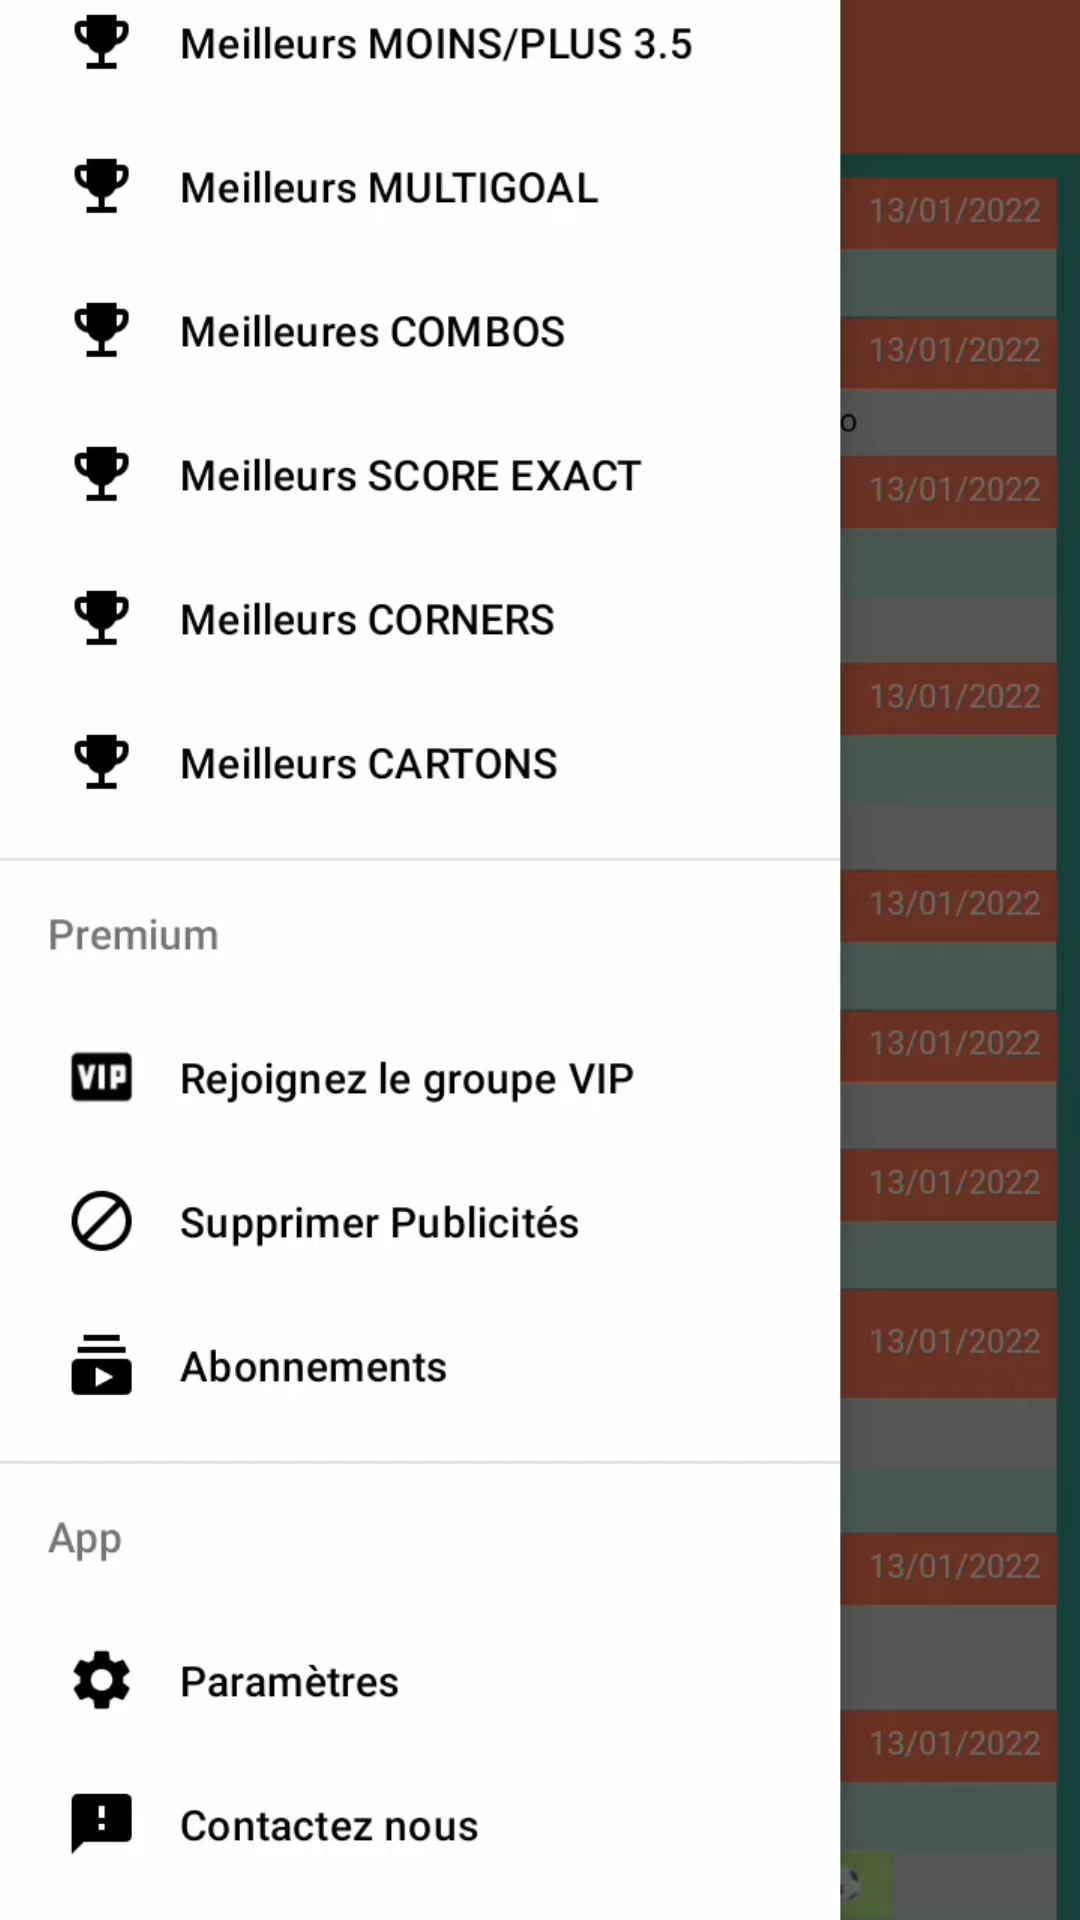 Meilleurs MOINS/PLUS 3.5
Meilleurs MULTIGOAL
Meilleures COMBOS
Meilleurs SCORE EXACT
Meilleurs CORNERS
Meilleurs CARTONS
Premium
VIP Rejoignez le groupe VIP
Supprimer Publicités
Abonnements
App
Paramètres
Contactez nous
13/01/2022
13/01/2022
o
13/01/2022
13/01/2022
13/01/2022
13/01/2022
13/01/2022
13/01/2022
13/01/2022
13/01/2022